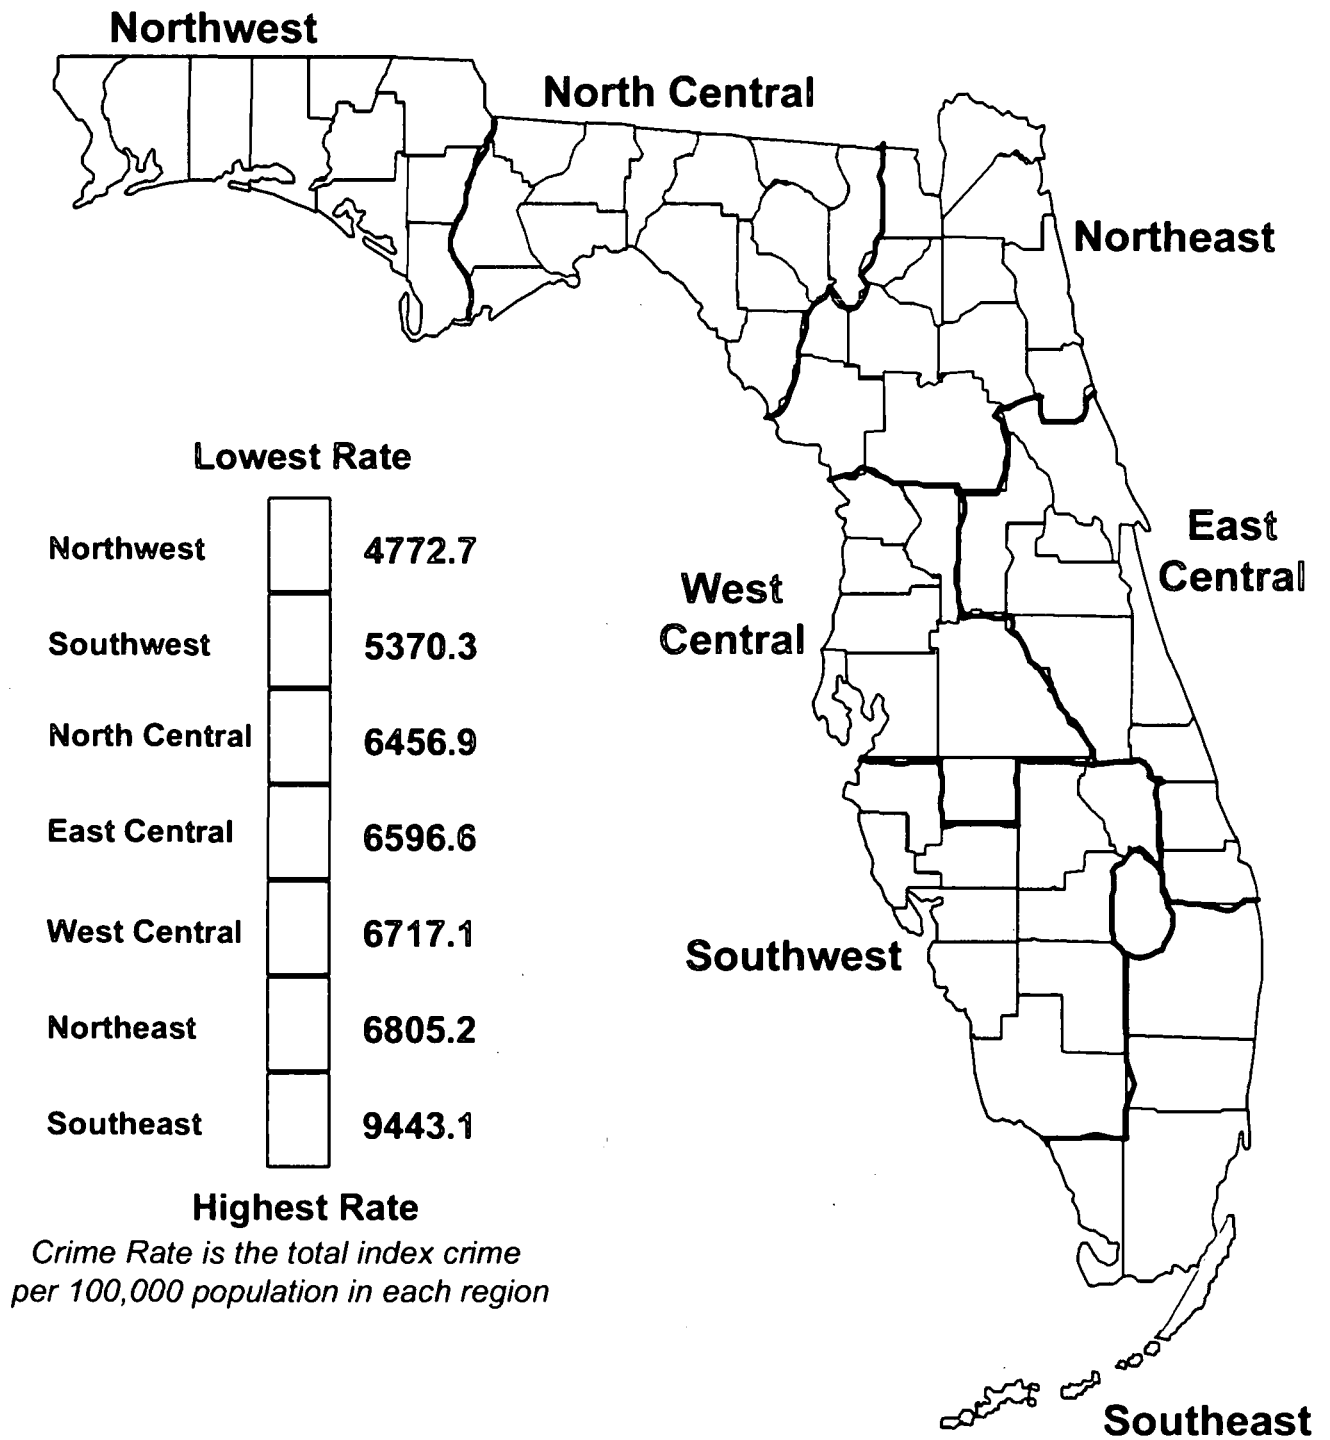 Northwest
North Central
Northeast
East
Central
West
Central
Southwest
Southeast
Lowest Rate
Northwest 4772.7
Southwest 5370.3
North Central 6456.9
East Central 6596.6
West Central 6717.1
Northeast 6805.2
Southeast 9443.1
Highest Rate
Crime Rate is the total index crime
per 100,000 population in each region